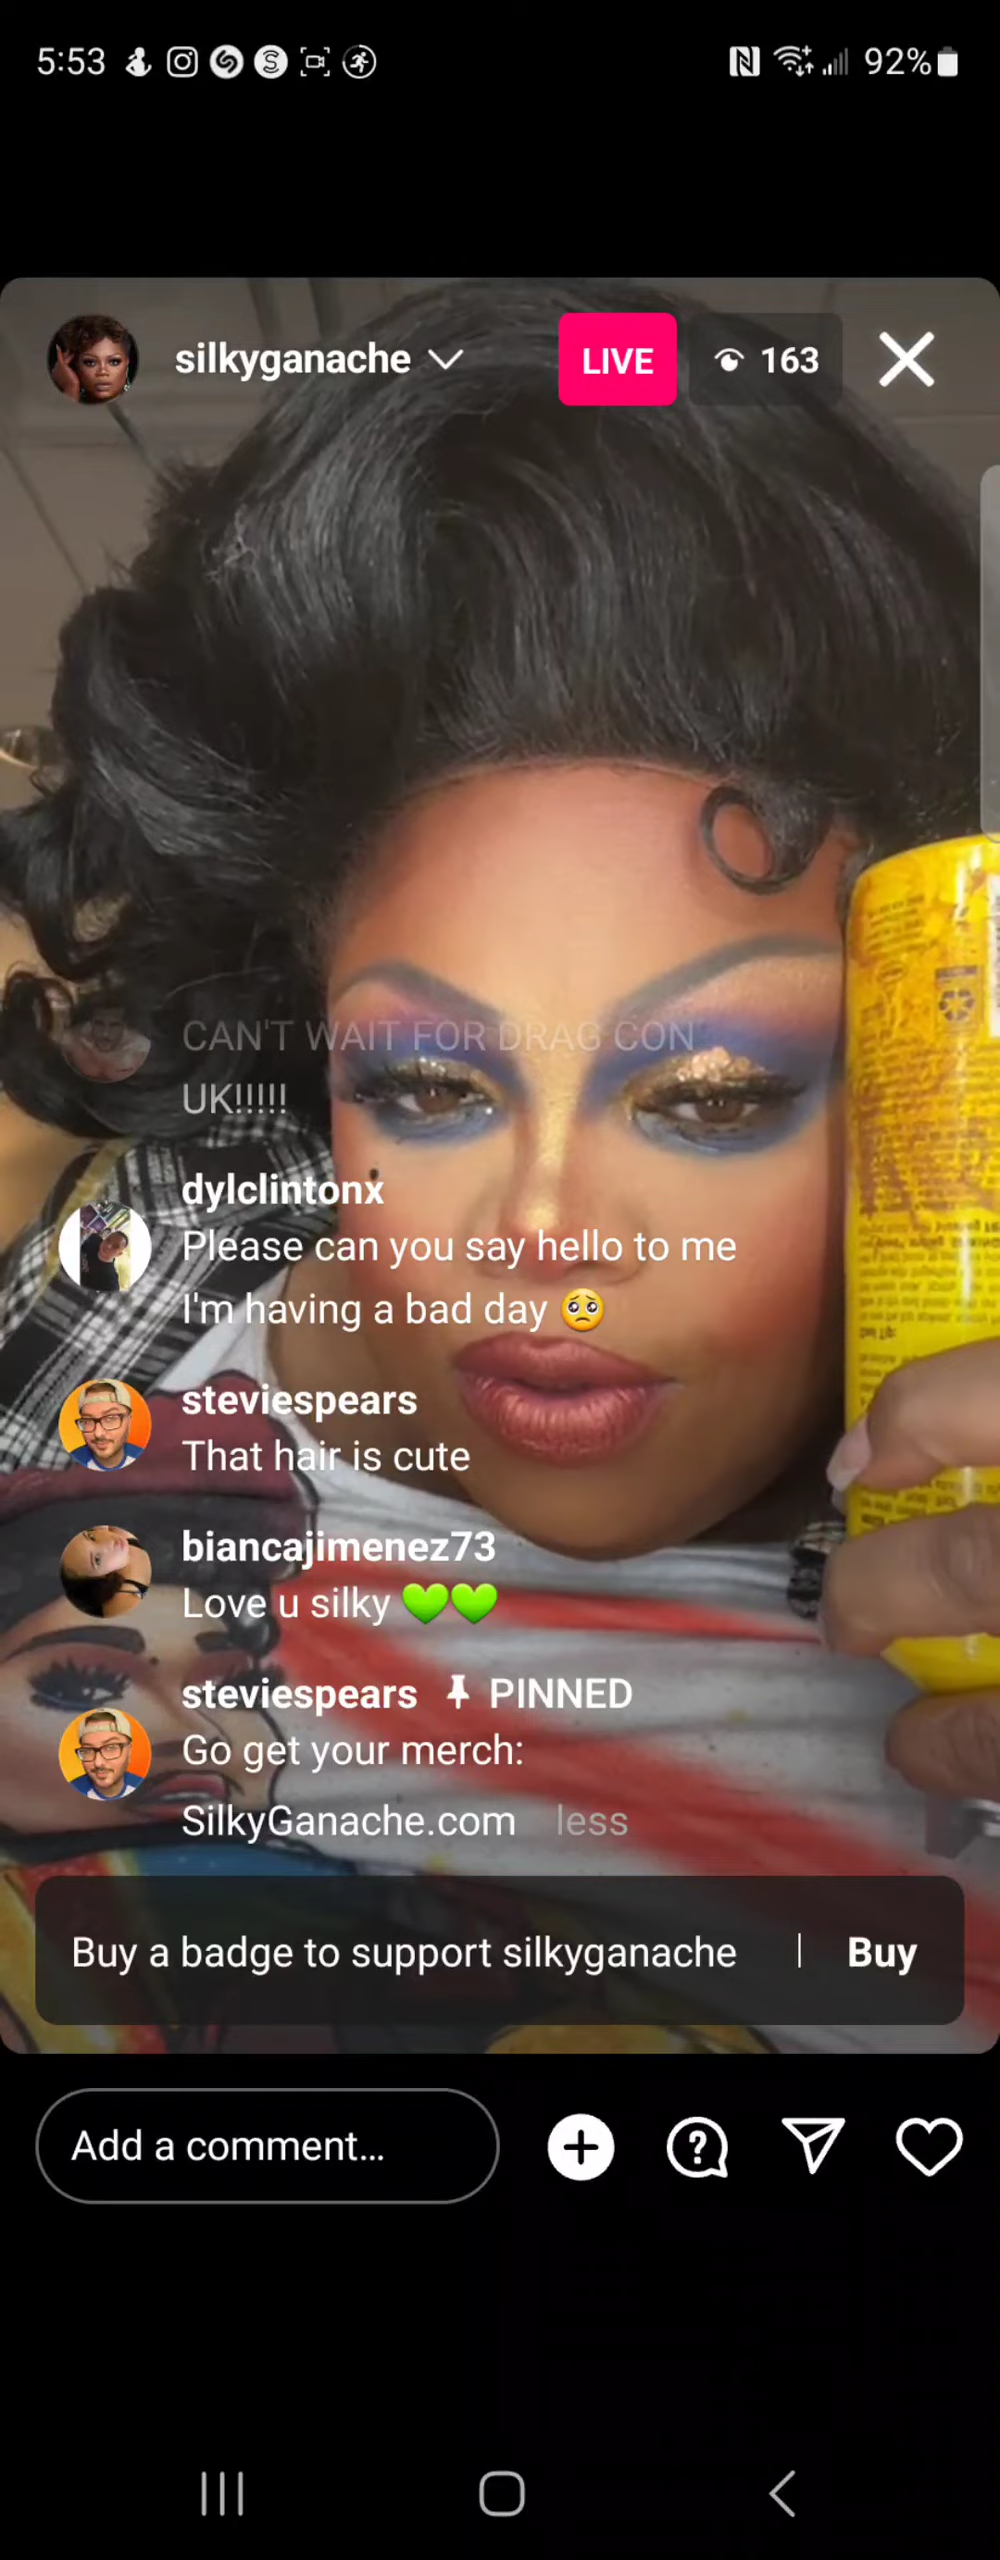 5:53
92%
silkyganache
LIVE
163
CAN'T WAIT FOR DRAG CON
UK!!!!!
dylclintonx
Please can you say hello to me
I'm having a bad day 🥺
steviespears
That hair is cute
biancajimenez73
Love u silky 💚💚
steviespears PINNED
Go get your merch:
SilkyGanache.com less
Buy a badge to support silkyganache | Buy
Add a comment...